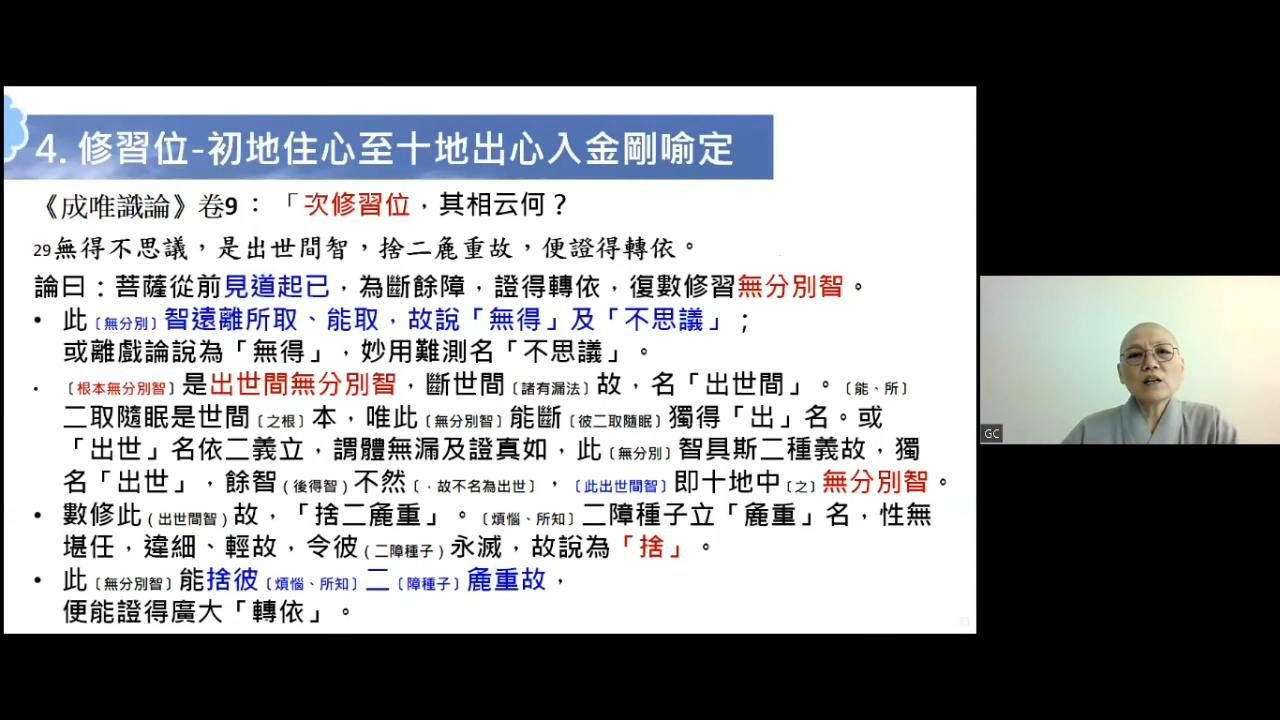 4. 修習位-初地住心至十地出心入金剛喻定
《成唯識論》卷9：「次修習位，其相云何？
29無得不思議，是出世間智，捨二麁重故，便證得轉依。
論曰：菩薩從前見道起已，為斷餘障，證得轉依，復數修習無分別智。
• 此〔無分別〕智遠離所取、能取，故說「無得」及「不思議」；
或離戲論說為「無得」，妙用難測名「不思議」。
• 〔根本無分別智〕是出世間無分別智，斷世間〔諸有漏法〕故，名「出世間」。〔能、所〕
二取隨眠是世間〔之根〕本，唯此〔無分別智〕能斷〔彼二取隨眠〕獨得「出」名。或
「出世」名依二義立，謂體無漏及證真如，此〔無分別〕智具斯二種義故，獨
名「出世」，餘智(後得智)不然〔，故不名為出世〕，〔此出世間智〕即十地中〔之〕無分別智。
• 數修此(出世間智)故，「捨二麁重」。〔煩惱、所知〕二障種子立「麁重」名，性無
堪任，違細、輕故，令彼(二障種子)永滅，故說為「捨」。
• 此〔無分別智〕能捨彼〔煩惱、所知〕二〔障種子〕麁重故，
便能證得廣大「轉依」。
GC